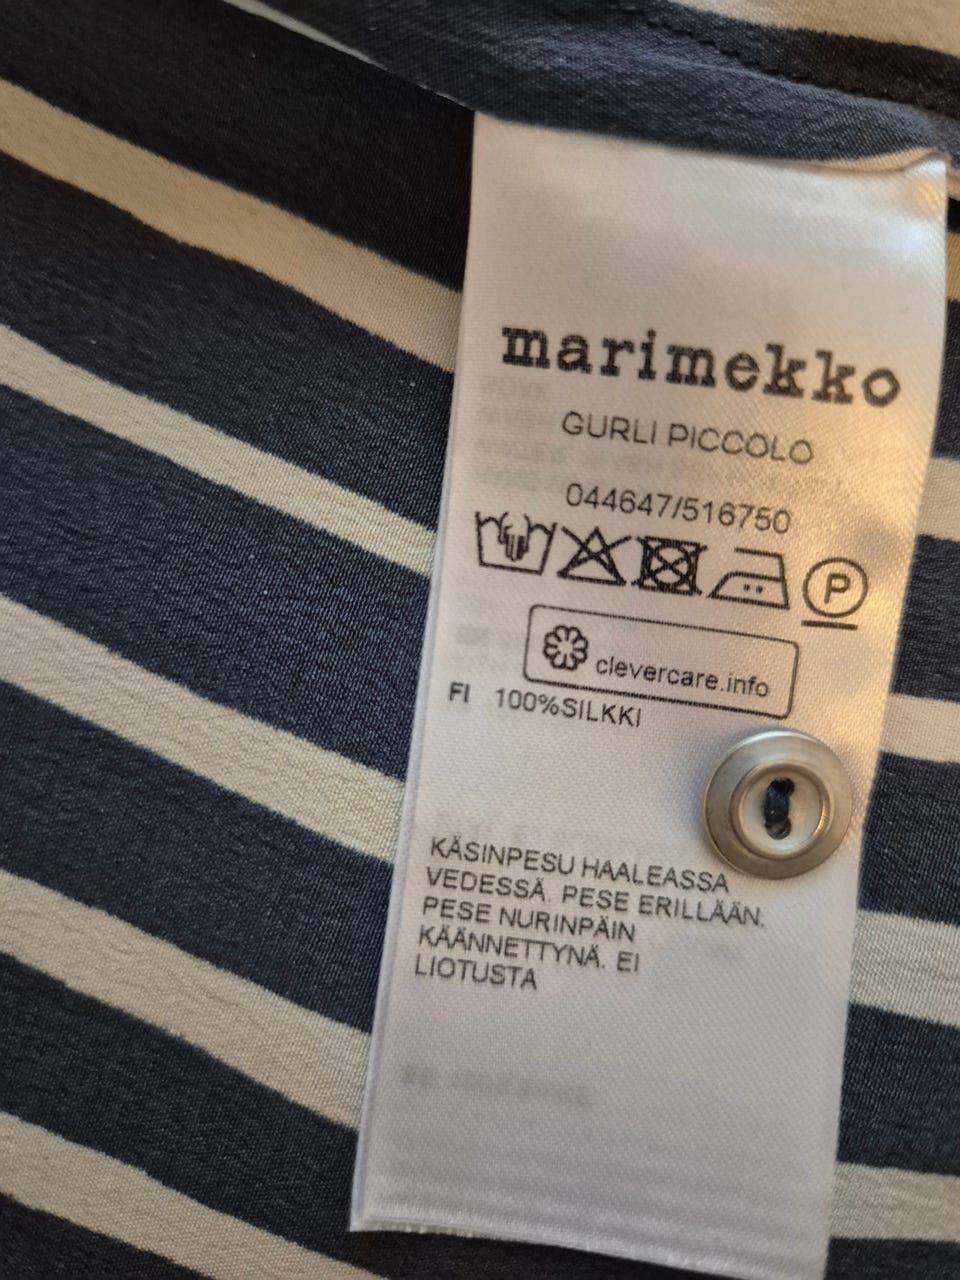 marimekko
GURLI PICCOLO
044647/516750
P
clevercare.info
FI 100%SILKKI
KÄSINPESU HAALEASSA
VEDESSÄ. PESE ERILLÄÄN.
PESE NURINPÄIN
KÄÄNNETTYNÄ. EI
LIOTUSTA